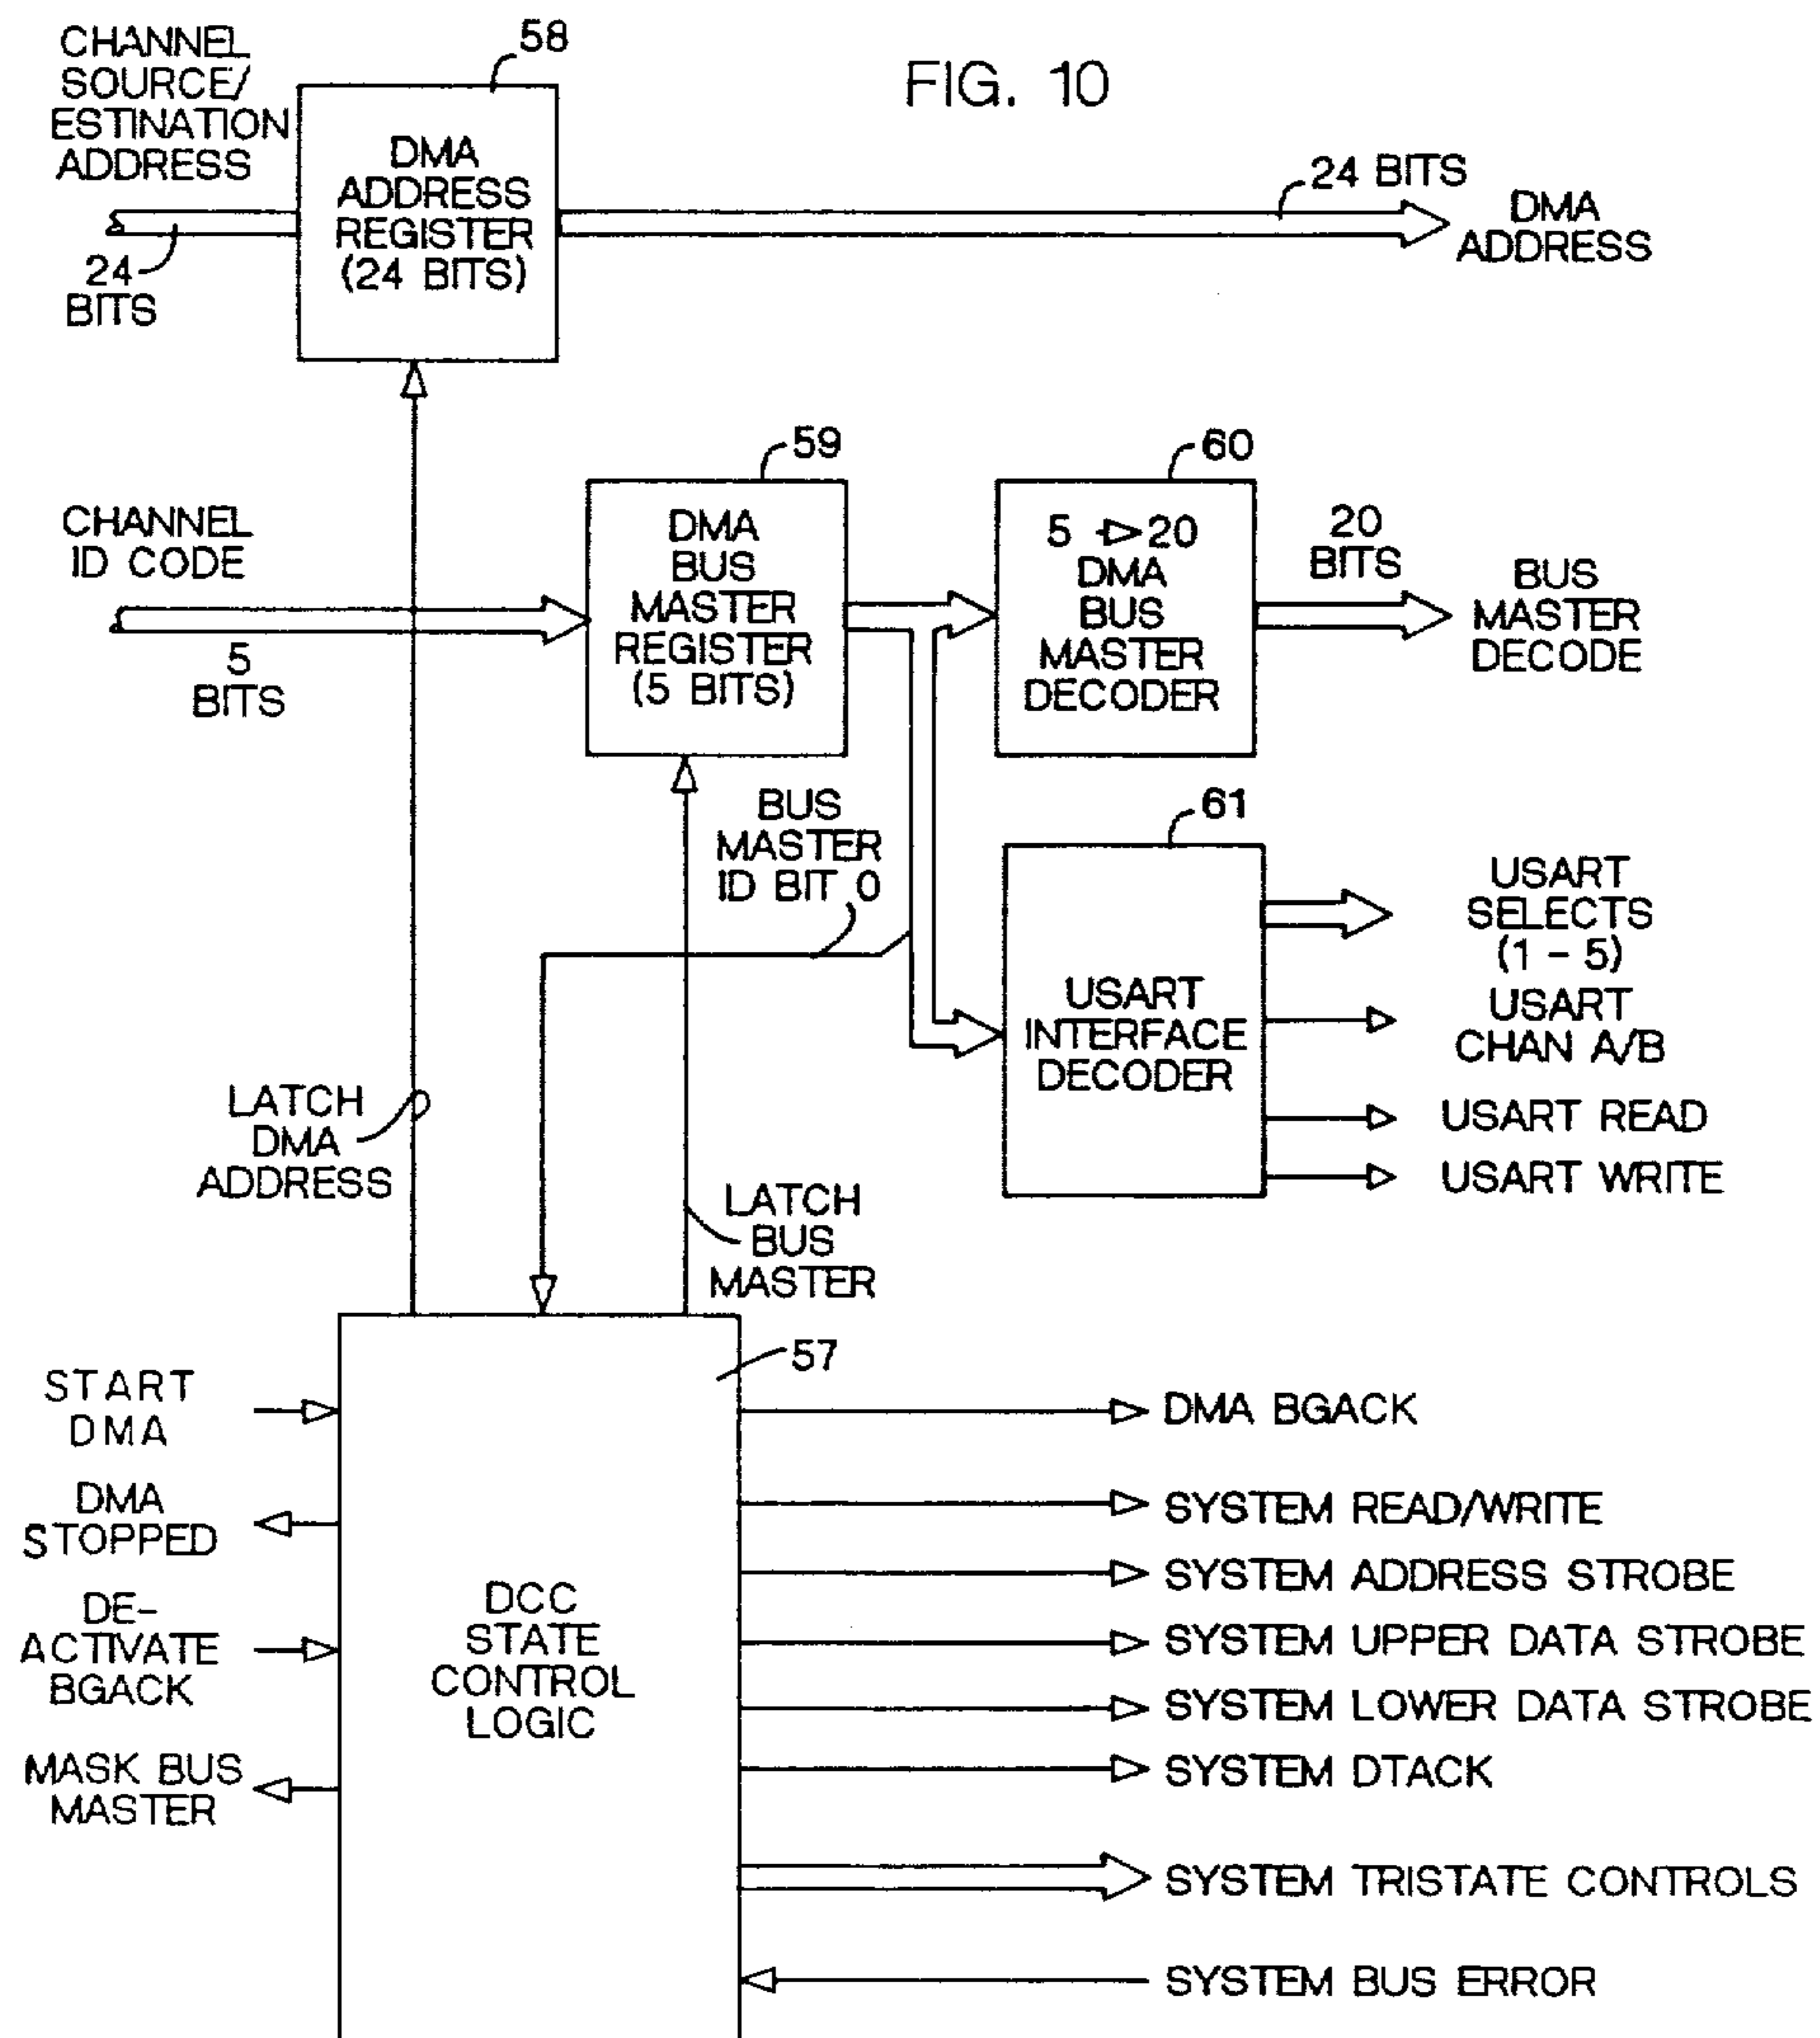 FIG. 10
CHANNEL
SOURCE/
ESTINATION
ADDRESS
58
DMA
ADDRESS
REGISTER
(24 BITS)
24
BITS
24 BITS
DMA
ADDRESS
CHANNEL
ID CODE
5
BITS
59
DMA
BUS
MASTER
REGISTER
(5 BITS)
60
5 → 20
DMA
BUS
MASTER
DECODER
20
BITS
BUS
MASTER
DECODE
BUS
MASTER
ID BIT 0
61
USART
INTERFACE
DECODER
USART
SELECTS
(1 - 5)
USART
CHAN A/B
USART READ
USART WRITE
LATCH
DMA
ADDRESS
LATCH
BUS
MASTER
57
DCC
STATE
CONTROL
LOGIC
START
DMA
DMA
STOPPED
DE-
ACTIVATE
BGACK
MASK BUS
MASTER
DMA BGACK
SYSTEM READ/WRITE
SYSTEM ADDRESS STROBE
SYSTEM UPPER DATA STROBE
SYSTEM LOWER DATA STROBE
SYSTEM DTACK
SYSTEM TRISTATE CONTROLS
SYSTEM BUS ERROR